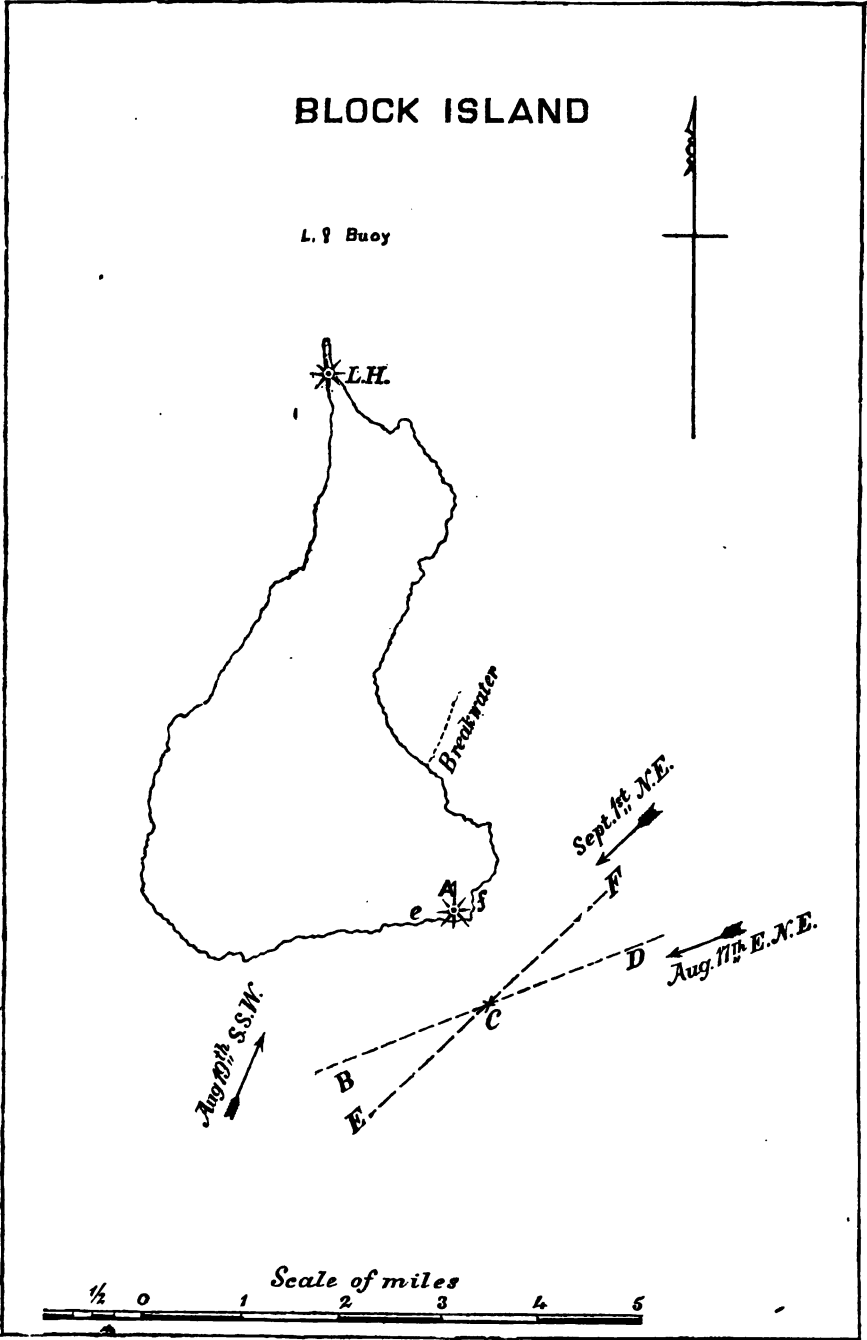 BLOCK ISLAND
L. Buoy
L.H.
Breakwater
Sept. 1st N.E.
A
e
f
F
D
Aug. 17th E.N.E.
C
Aug 19th S.S.W.
B
E
Scale of miles
1/2 0 1 2 3 4 5